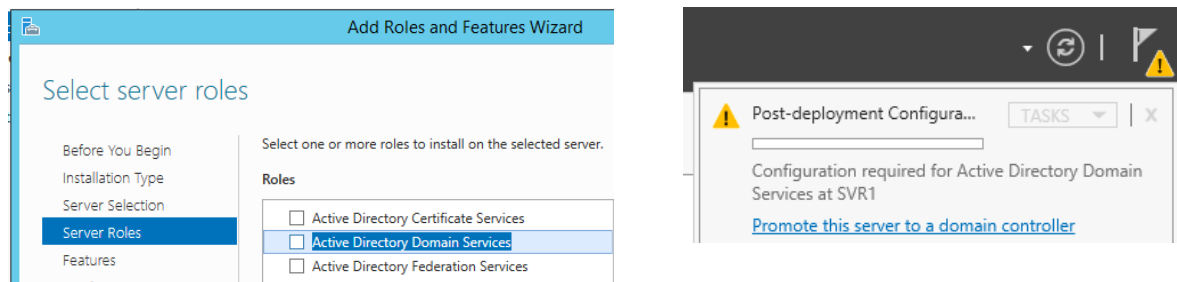 Add Roles and Features Wizard
Select server roles
Before You Begin
Installation Type
Server Selection
Server Roles
Features
Select one or more roles to install on the selected server.
Roles
Active Directory Certificate Services
Active Directory Domain Services
Active Directory Federation Services
Post-deployment Configura...
TASKS
Configuration required for Active Directory Domain
Services at SVR1
Promote this server to a domain controller